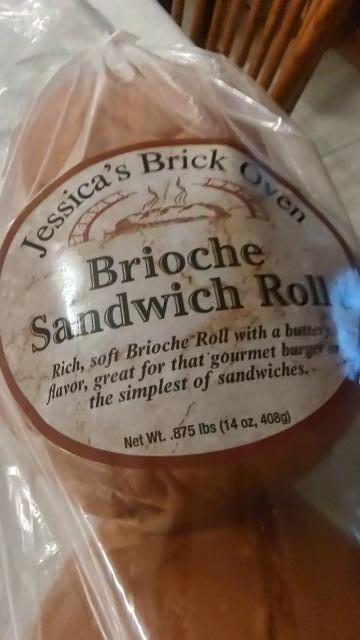 Jessica's Brick Oven
Brioche
Sandwich Roll
Rich, soft Brioche Roll with a buttery
flavor, great for that gourmet burger or
the simplest of sandwiches.
Net Wt. .875 lbs (14 oz, 408g)